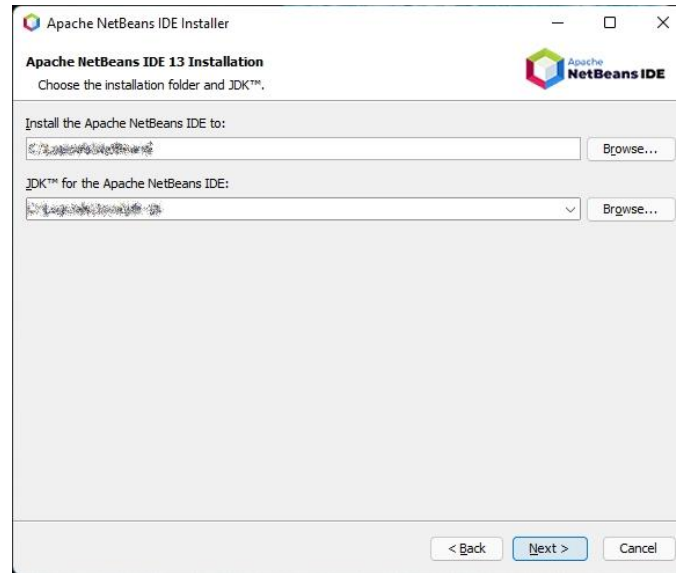 Apache NetBeans IDE Installer
Apache NetBeans IDE 13 Installation
Choose the installation folder and JDK™.
Apache
NetBeans IDE
Install the Apache NetBeans IDE to:
Browse...
JDK™ for the Apache NetBeans IDE:
Browse...
< Back
Next >
Cancel